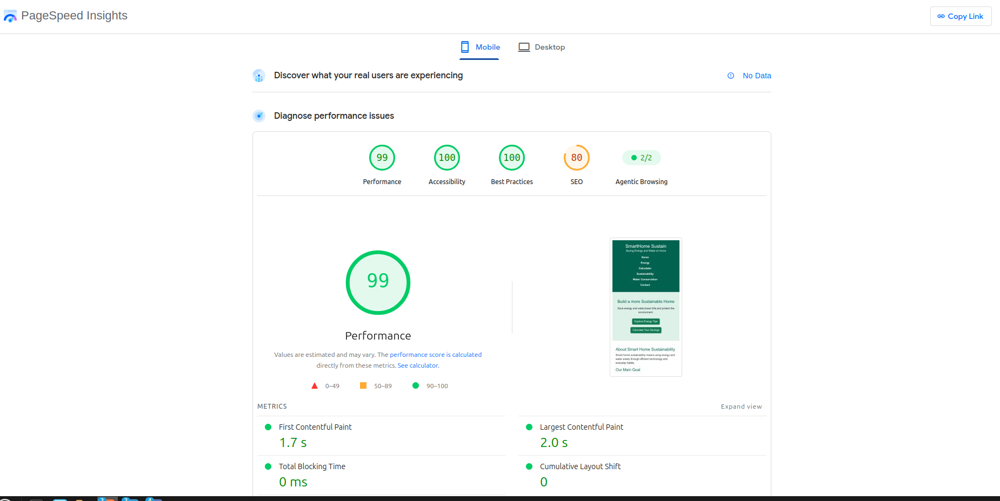 PageSpeed Insights
Copy Link
Mobile
Desktop
Discover what your real users are experiencing
No Data
Diagnose performance issues
99
100
100
80
2/2
Performance
Accessibility
Best Practices
SEO
Agentic Browsing
99
Performance
Values are estimated and may vary. The performance score is calculated
directly from these metrics. See calculator.
0–49
50–89
90–100
SmartHome Sustain
Saving Energy and Water at Home
Home
Energy
Calculator
Sustainability
Water Conservation
Contact
Build a more Sustainable Home
Save energy and water,lower bills,and protect the
environment.
Explore Energy Tips
Calculate Your Savings
About Smart Home Sustainability
Smart home sustainability means using energy and
water wisely through efficient technology and
everyday habits.
Our Main Goal
METRICS
Expand view
First Contentful Paint
1.7 s
Largest Contentful Paint
2.0 s
Total Blocking Time
0 ms
Cumulative Layout Shift
0